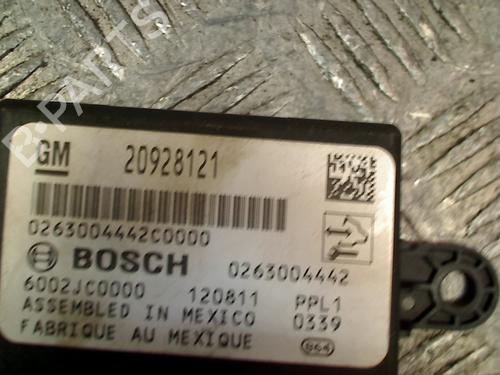 B-PARTS
GM 20928121
0263004442C0000
BOSCH 0263004442
6002JC0000 120811 PPL1
ASSEMBLED IN MEXICO 0339
FABRIQUE AU MEXIQUE